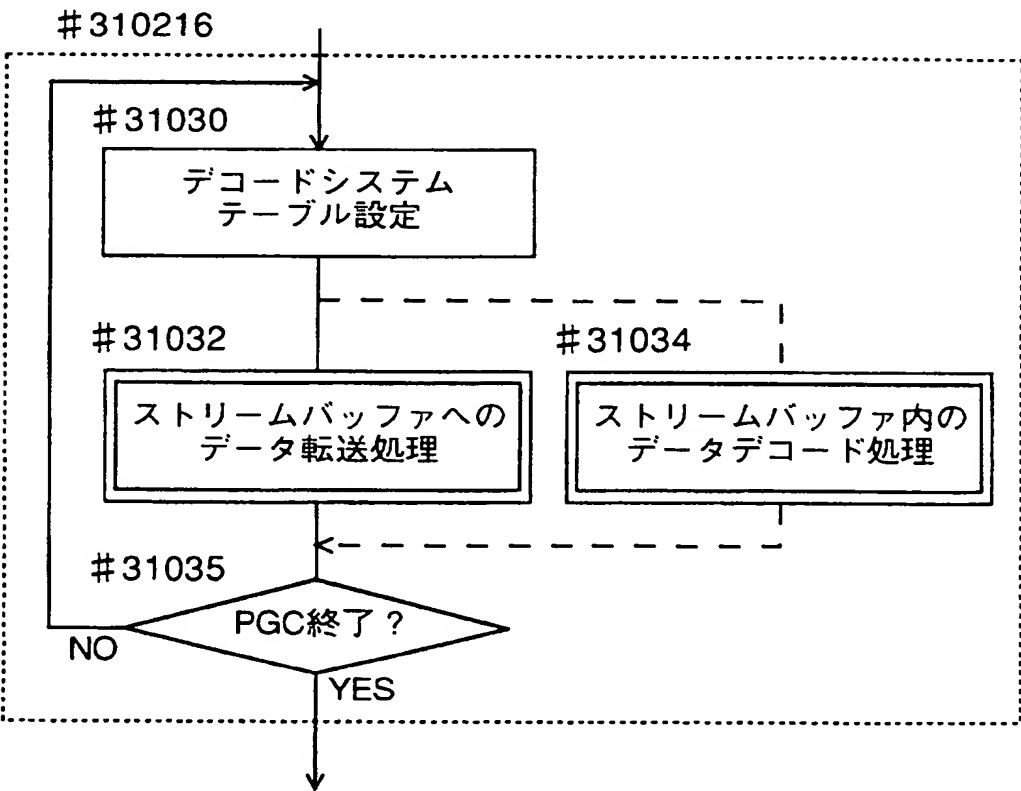 #310216
#31030
デコードシステム
テーブル設定
#31032
ストリームバッファへの
データ転送処理
#31034
ストリームバッファ内の
データデコード処理
#31035
PGC終了?
NO
YES